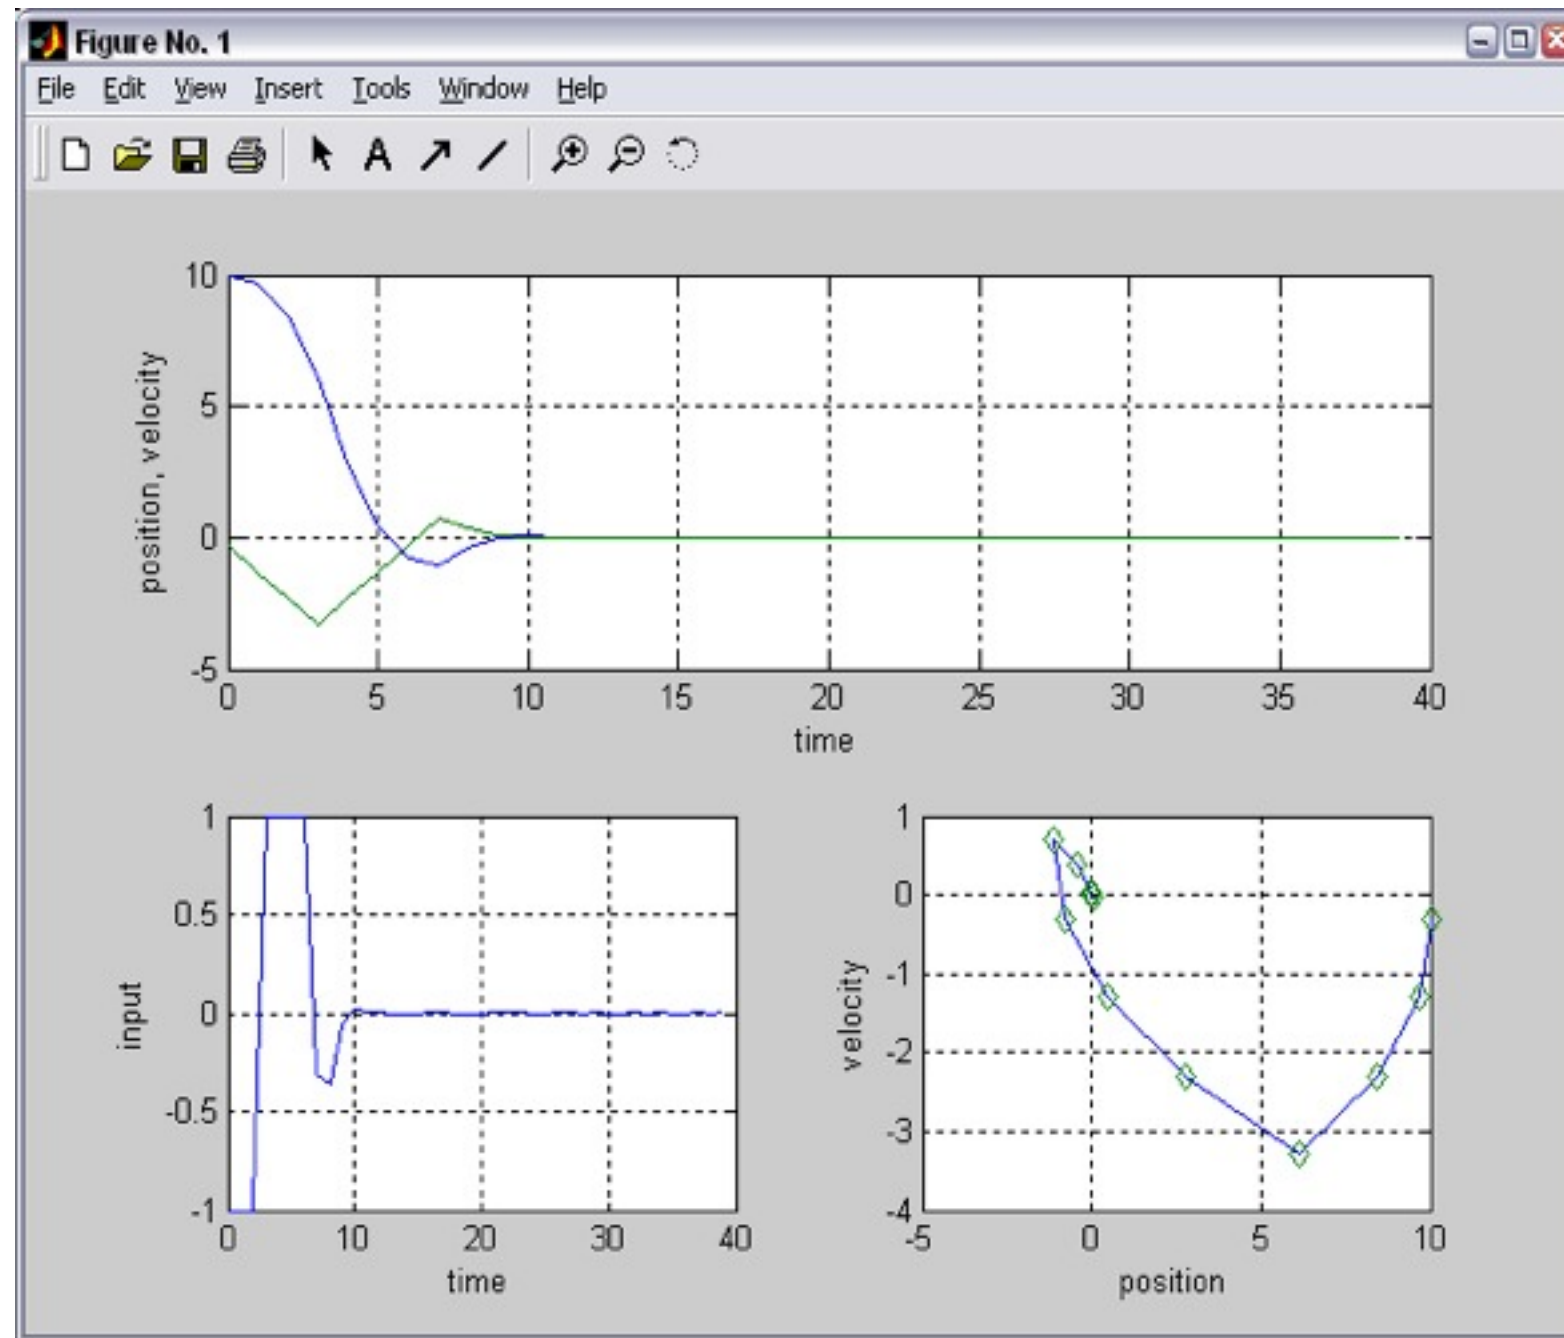 Figure No. 1
File Edit View Insert Tools Window Help
A
10
5
0
-5
position, velocity
0 5 10 15 20 25 30 35 40
time
1
0.5
0
-0.5
-1
input
0 10 20 30 40
time
1
0
-1
-2
-3
-4
velocity
-5 0 5 10
position